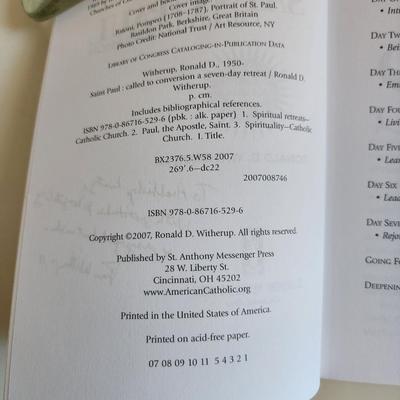 Cover and book
Cover image
Batoni, Pompeo (1708–1787). Portrait of St. Paul.
Basildon Park, Berkshire, Great Britain
Photo Credit: National Trust / Art Resource, NY
Library of Congress Cataloging-in-Publication Data
Witherup, Ronald D., 1950-
Saint Paul : called to conversion a seven-day retreat / Ronald D.
Witherup.
p. cm.
Includes bibliographical references.
ISBN 978-0-86716-529-6 (pbk. : alk. paper) 1. Spiritual retreats—
Catholic Church. 2. Paul, the Apostle, Saint. 3. Spirituality—Catholic
Church. I. Title.
BX2376.5.W58 2007
269'.6—dc22
2007008746
ISBN 978-0-86716-529-6
Copyright ©2007, Ronald D. Witherup. All rights reserved.
Published by St. Anthony Messenger Press
28 W. Liberty St.
Cincinnati, OH 45202
www.AmericanCatholic.org
Printed in the United States of America.
Printed on acid-free paper.
07 08 09 10 11 5 4 3 2 1
Day Tw
Day Th
Day Fou
Day Five
Day Six
Day Seve
Going Fo
Deepenin